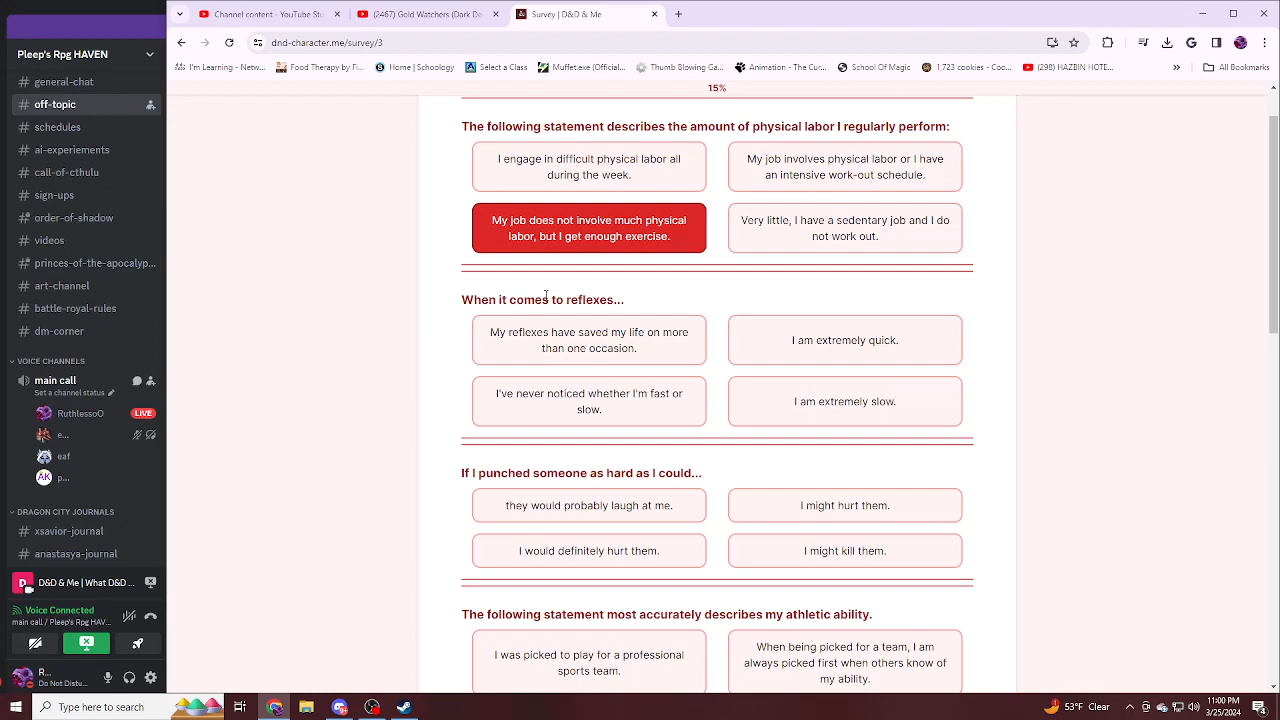 Channel content - YouTube Stu
(2467) Gold Watchers (Dark De
Survey | D&D & Me
dnd-character.me/survey/3
I'm Learning - Netw...
Food Therapy by Fi...
Home | Schoology
Select a Class
Muffet.exe (Official...
Thumb Blowing Ga...
Animation - The Cur...
School Of Magic
1,723 cookies - Coo...
(298) HAZBIN HOTE...
All Bookmarks
15%
Pleep's Rpg HAVEN
general-chat
off-topic
schedules
ai-experiements
call-of-cthulu
sign-ups
order-of-shadow
videos
princes-of-the-apocalyp...
art-channel
battle-royal-rules
dm-corner
VOICE CHANNELS
main call
Set a channel status
RuthlessoO
LIVE
e...
eaf
AK
p...
DRAGON CITY JOURNALS
xsavior-journal
anastasya-journal
D
D&D & Me | What D&D ...
Voice Connected
main call / Pleep's Rpg HAV...
R...
Do Not Distu...
The following statement describes the amount of physical labor I regularly perform:
I engage in difficult physical labor all
during the week.
My job involves physical labor or I have
an intensive work-out schedule.
My job does not involve much physical
labor, but I get enough exercise.
Very little, I have a sedentary job and I do
not work out.
When it comes to reflexes...
My reflexes have saved my life on more
than one occasion.
I am extremely quick.
I've never noticed whether I'm fast or
slow.
I am extremely slow.
If I punched someone as hard as I could...
they would probably laugh at me.
I might hurt them.
I would definitely hurt them.
I might kill them.
The following statement most accurately describes my athletic ability.
I was picked to play for a professional
sports team.
When being picked for a team, I am
always picked first when others know of
my ability.
Type here to search
53°F Clear
11:00 PM
3/25/2024